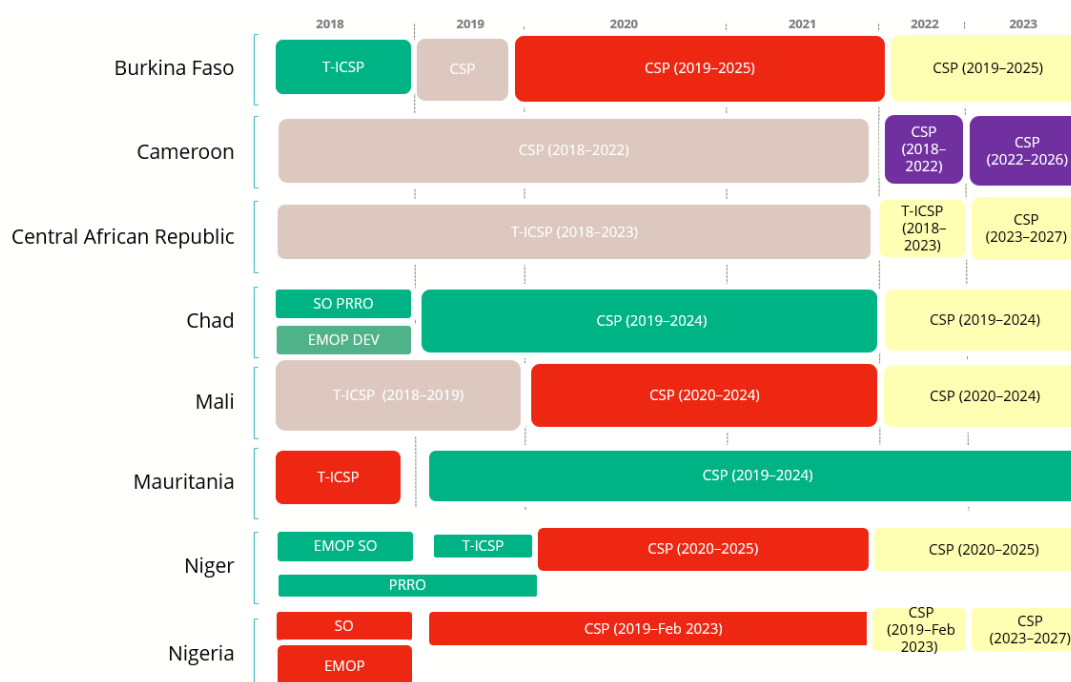 2018 2019 2020 2021 2022 2023
Burkina Faso
T-ICSP
CSP
CSP (2019–2025)
CSP (2019–2025)
Cameroon
CSP (2018–2022)
CSP
(2018–
2022)
CSP
(2022–2026)
Central African Republic
T-ICSP (2018–2023)
T-ICSP
(2018–
2023)
CSP
(2023–2027)
Chad
SO PRRO
EMOP DEV
CSP (2019–2024)
CSP (2019–2024)
Mali
T-ICSP (2018–2019)
CSP (2020–2024)
CSP (2020–2024)
Mauritania
T-ICSP
CSP (2019–2024)
Niger
EMOP SO
T-ICSP
PRRO
CSP (2020–2025)
CSP (2020–2025)
Nigeria
SO
EMOP
CSP (2019–Feb 2023)
CSP
(2019–Feb
2023)
CSP
(2023–2027)